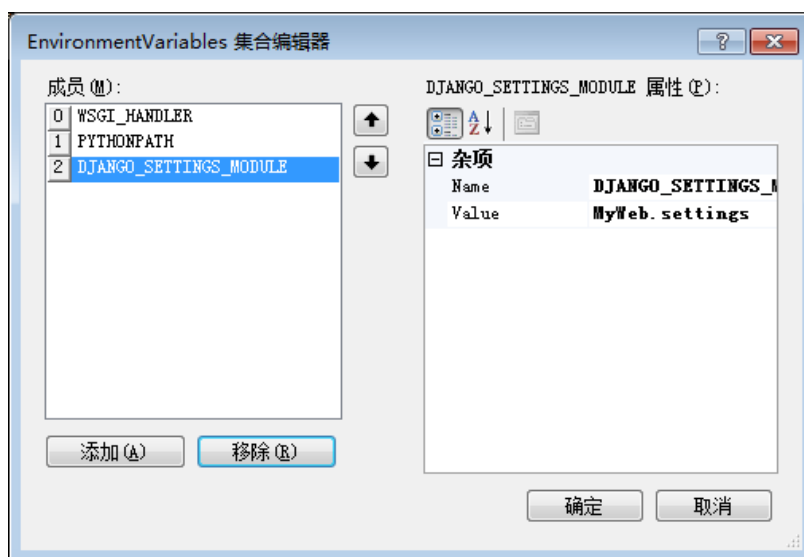 EnvironmentVariables 集合编辑器
成员(M):
0 WSGI_HANDLER
1 PYTHONPATH
2 DJANGO_SETTINGS_MODULE
添加(A)
移除(R)
DJANGO_SETTINGS_MODULE 属性(P):
杂项
Name DJANGO_SETTINGS_M
Value MyWeb.settings
确定
取消